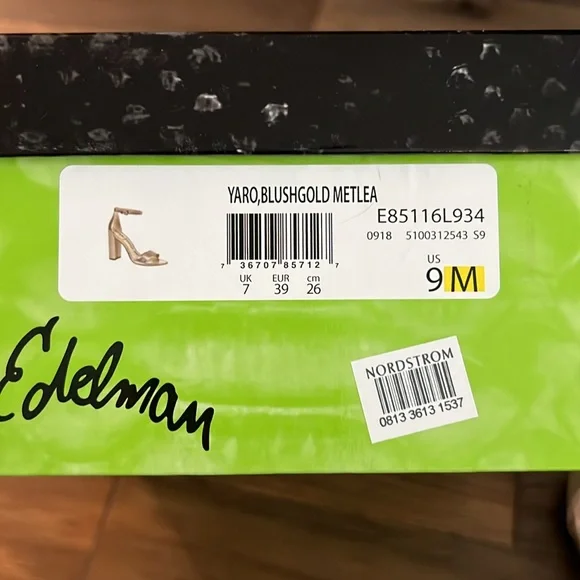 YARO,BLUSHGOLD METLEA
E85116L934
0918 5100312543 S9
7 36707 85712 7
UK EUR cm
7 39 26
US
9 M
Edelman
NORDSTROM
0813 3613 1537